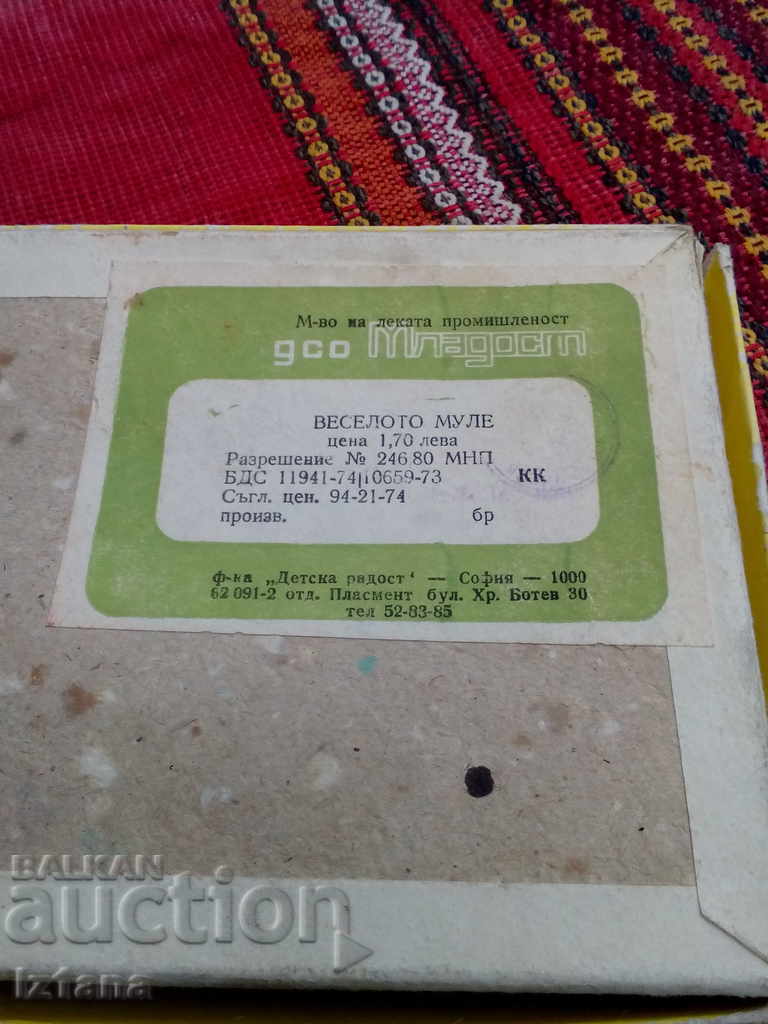 М-во на леката промишленост
дсо Младост
ВЕСЕЛОТО МУЛЕ
цена 1,70 лева
Разрешение № 246 80 МНП
БДС 11941-74|10659-73 КК
Съгл. цен. 94-21-74
произв. бр
ф-ка „Детска радост‘ — София — 1000
62 091-2 отд. Пласмент бул. Хр. Ботев 30
тел 52-83-85
BALKAN
auction
Iztana